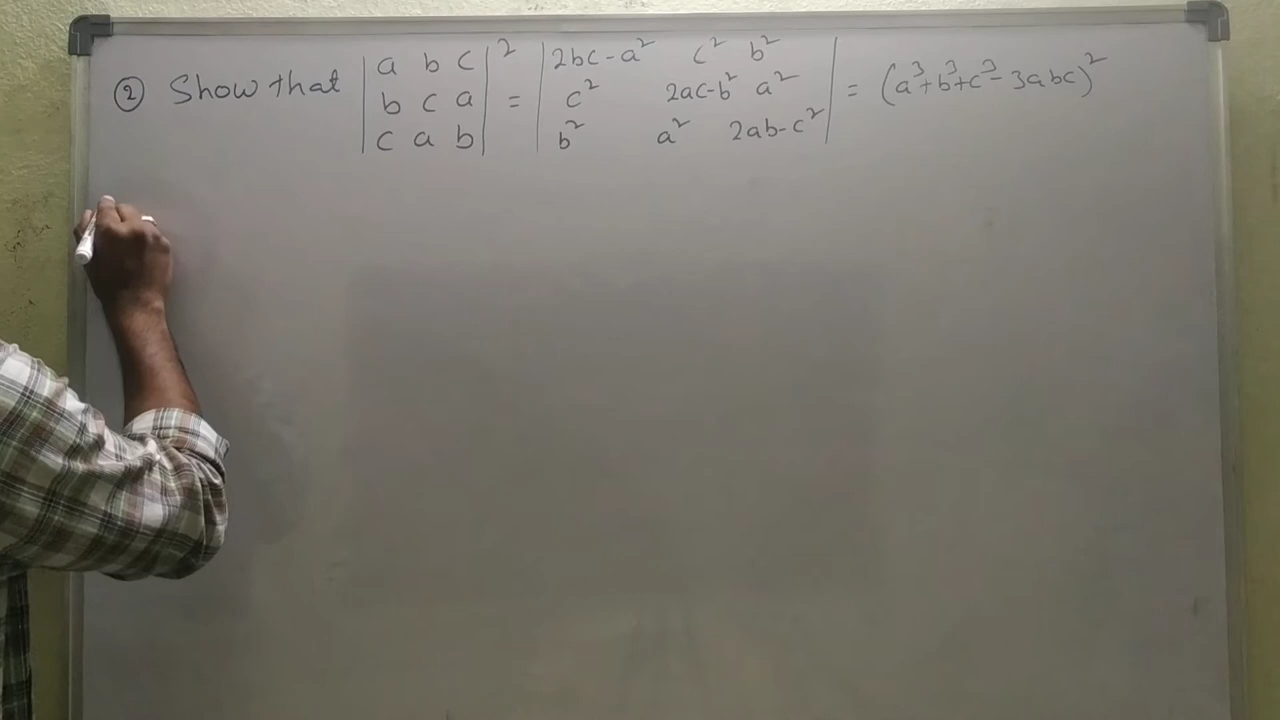 ② Show that |a b c; b c a; c a b|² = |2bc-a² c² b²; c² 2ac-b² a²; b² a² 2ab-c²| = (a³+b³+c³-3abc)²